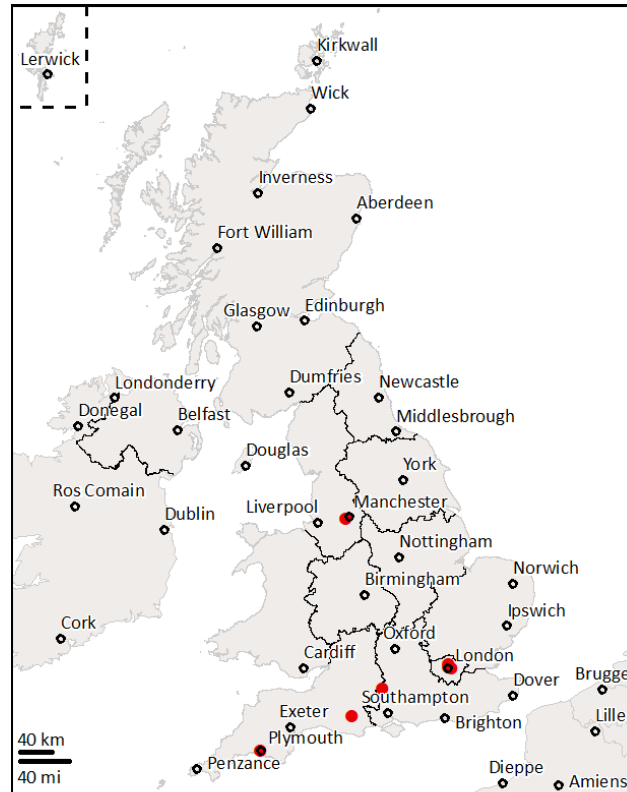 Kirkwall
Lerwick
Wick
Inverness
Aberdeen
Fort William
Glasgow
Edinburgh
Dumfries
Londonderry
Newcastle
Donegal
Belfast
Middlesbrough
Douglas
York
Ros Comain
Liverpool
Manchester
Dublin
Nottingham
Birmingham
Norwich
Ipswich
Cork
Oxford
Cardiff
London
Brugge
Dover
Southampton
Exeter
Brighton
Lille
Plymouth
40 km
Penzance
40 mi
Dieppe
Amiens